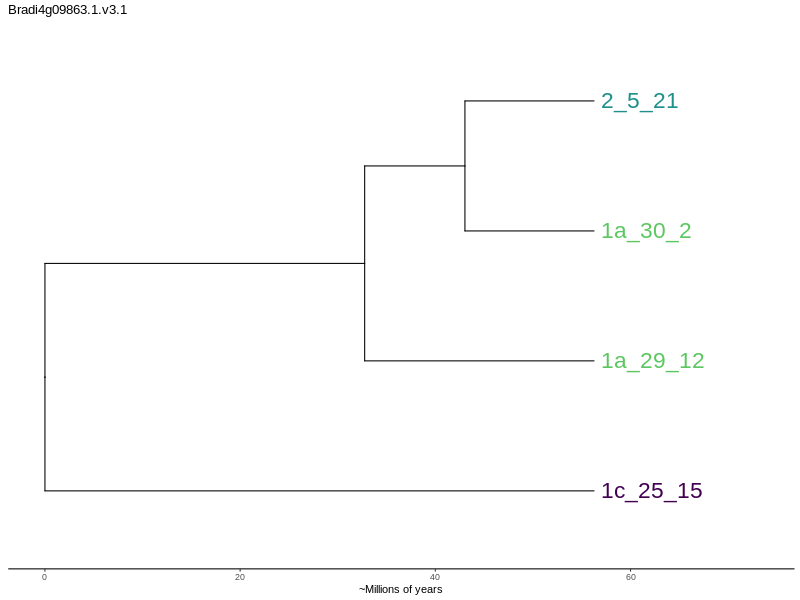 Bradi4g09863.1.v3.1
2_5_21
1a_30_2
1a_29_12
1c_25_15
0 20 40 60
~Millions of years